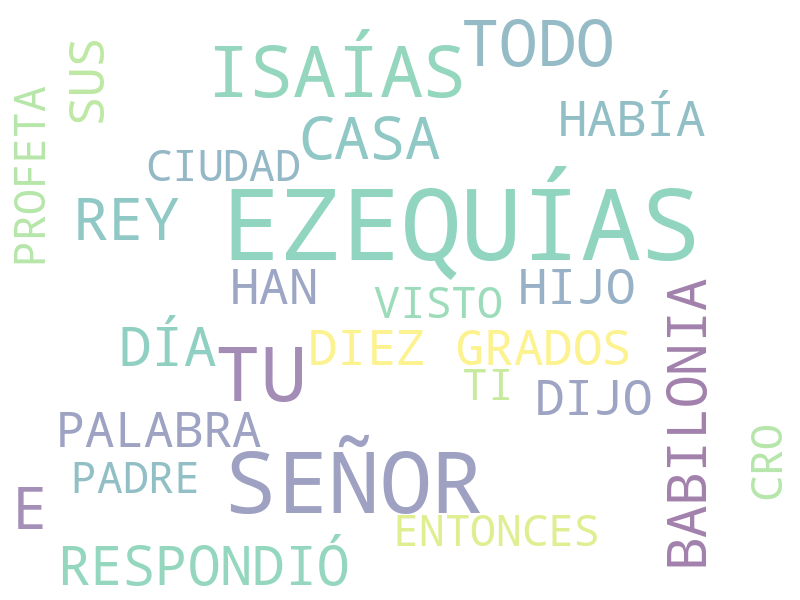 TODO
ISAÍAS
SUS
HABÍA
PROFETA
CASA
CIUDAD
REY
EZEQUÍAS
HAN
VISTO
HIJO
DÍA
TU
DIEZ GRADOS
TI
DIJO
BABILONIA
PALABRA
PADRE
SEÑOR
CRO
E
ENTONCES
RESPONDIÓ